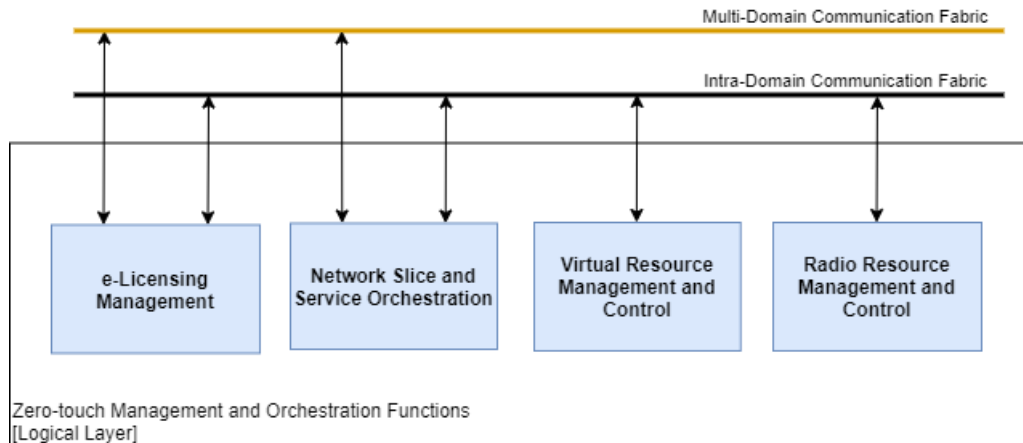 Multi-Domain Communication Fabric
Intra-Domain Communication Fabric
e-Licensing
Management
Network Slice and
Service Orchestration
Virtual Resource
Management and
Control
Radio Resource
Management and
Control
Zero-touch Management and Orchestration Functions
[Logical Layer]